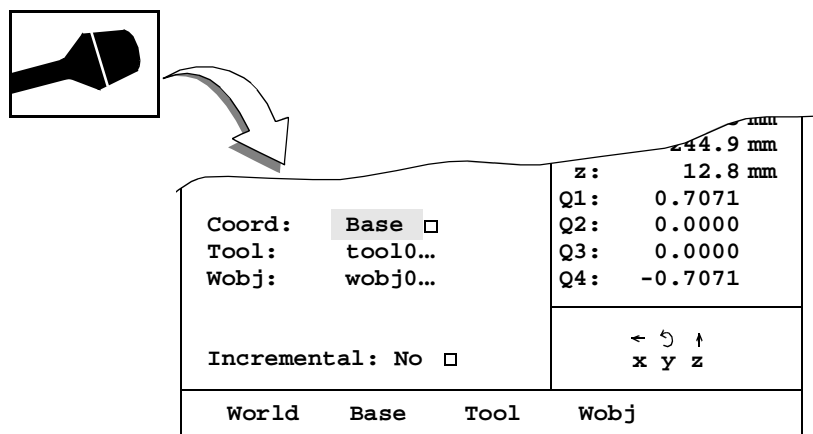 244.9 mm
z: 12.8 mm
Q1: 0.7071
Coord: Base Q2: 0.0000
Tool: tool0... Q3: 0.0000
Wobj: wobj0... Q4: -0.7071
Incremental: No
x y z
World Base Tool Wobj